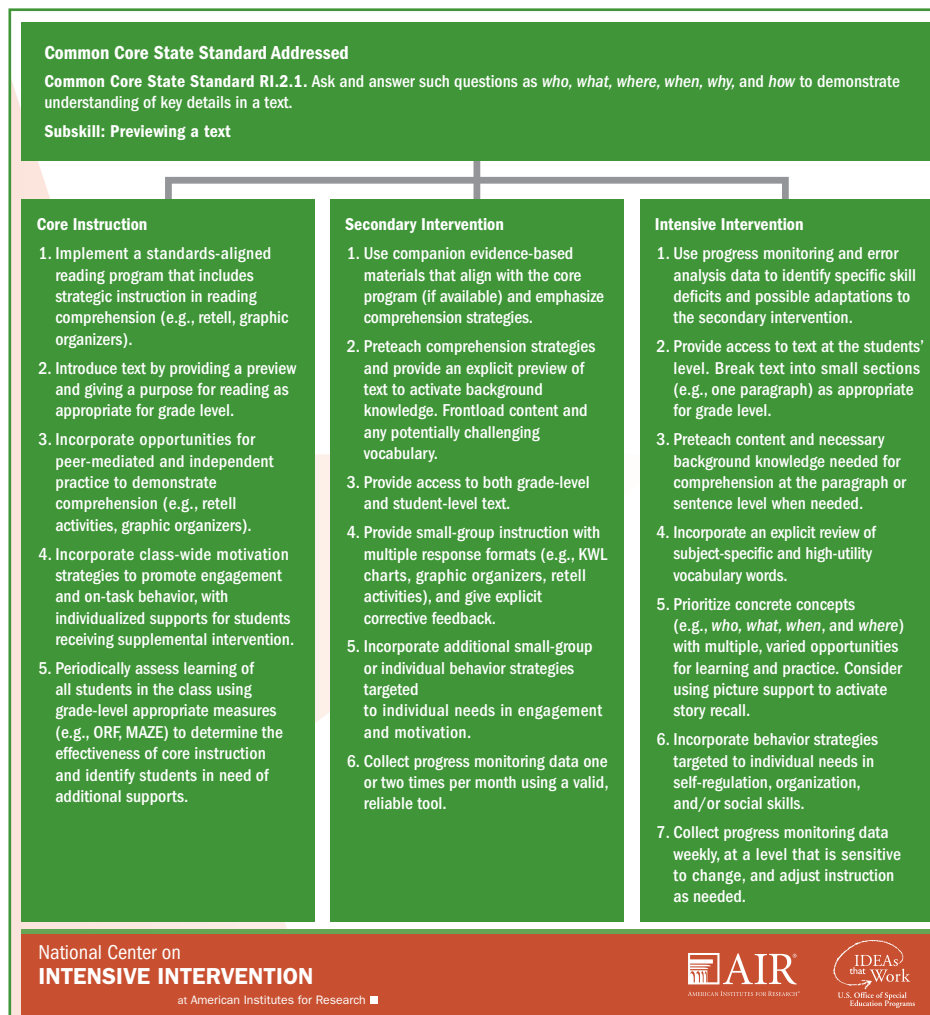 Common Core State Standard Addressed
Common Core State Standard RI.2.1. Ask and answer such questions as who, what, where, when, why, and how to demonstrate
understanding of key details in a text.
Subskill: Previewing a text
Core Instruction
1. Implement a standards-aligned
reading program that includes
strategic instruction in reading
comprehension (e.g., retell, graphic
organizers).
2. Introduce text by providing a preview
and giving a purpose for reading as
appropriate for grade level.
3. Incorporate opportunities for
peer-mediated and independent
practice to demonstrate
comprehension (e.g., retell
activities, graphic organizers).
4. Incorporate class-wide motivation
strategies to promote engagement
and on-task behavior, with
individualized supports for students
receiving supplemental intervention.
5. Periodically assess learning of
all students in the class using
grade-level appropriate measures
(e.g., ORF, MAZE) to determine the
effectiveness of core instruction
and identify students in need of
additional supports.
Secondary Intervention
1. Use companion evidence-based
materials that align with the core
program (if available) and emphasize
comprehension strategies.
2. Preteach comprehension strategies
and provide an explicit preview of
text to activate background
knowledge. Frontload content and
any potentially challenging
vocabulary.
3. Provide access to both grade-level
and student-level text.
4. Provide small-group instruction with
multiple response formats (e.g., KWL
charts, graphic organizers, retell
activities), and give explicit
corrective feedback.
5. Incorporate additional small-group
or individual behavior strategies
targeted
to individual needs in engagement
and motivation.
6. Collect progress monitoring data one
or two times per month using a valid,
reliable tool.
Intensive Intervention
1. Use progress monitoring and error
analysis data to identify specific skill
deficits and possible adaptations to
the secondary intervention.
2. Provide access to text at the students'
level. Break text into small sections
(e.g., one paragraph) as appropriate
for grade level.
3. Preteach content and necessary
background knowledge needed for
comprehension at the paragraph or
sentence level when needed.
4. Incorporate an explicit review of
subject-specific and high-utility
vocabulary words.
5. Prioritize concrete concepts
(e.g., who, what, when, and where)
with multiple, varied opportunities
for learning and practice. Consider
using picture support to activate
story recall.
6. Incorporate behavior strategies
targeted to individual needs in
self-regulation, organization,
and/or social skills.
7. Collect progress monitoring data
weekly, at a level that is sensitive
to change, and adjust instruction
as needed.
National Center on
INTENSIVE INTERVENTION
at American Institutes for Research
AIR®
AMERICAN INSTITUTES FOR RESEARCH®
IDEAs
that Work
U.S. Office of Special
Education Programs